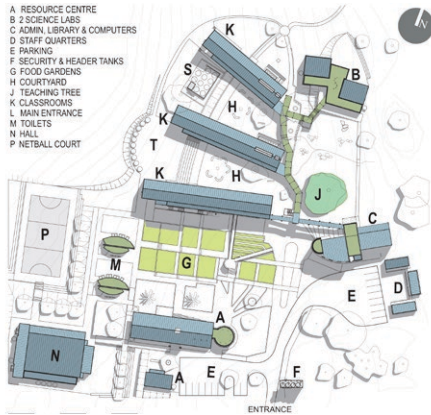 A RESOURCE CENTRE
B 2 SCIENCE LABS
C ADMIN, LIBRARY & COMPUTERS
D STAFF QUARTERS
E PARKING
F SECURITY & HEADER TANKS
G FOOD GARDENS
H COURTYARD
J TEACHING TREE
K CLASSROOMS
L MAIN ENTRANCE
M TOILETS
N HALL
P NETBALL COURT
N
K
B
S
H
K
T
K
H
J
C
P
G
M
E
D
A
N
A
E
F
ENTRANCE